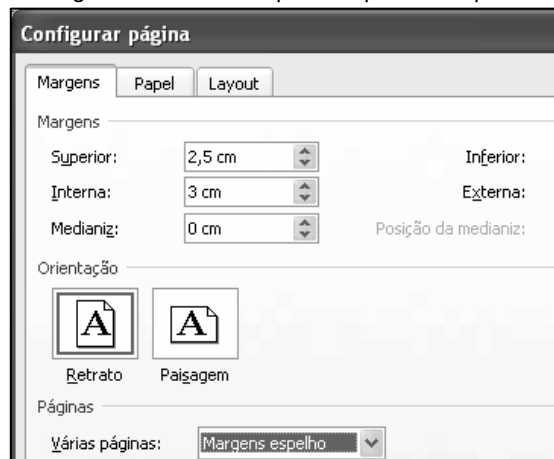 Configurar página
Margens Papel Layout
Margens
Superior: 2,5 cm Inferior:
Interna: 3 cm Externa:
Medianiz: 0 cm Posição da medianiz:
Orientação
A A
Retrato Paisagem
Páginas
Várias páginas: Margens espelho